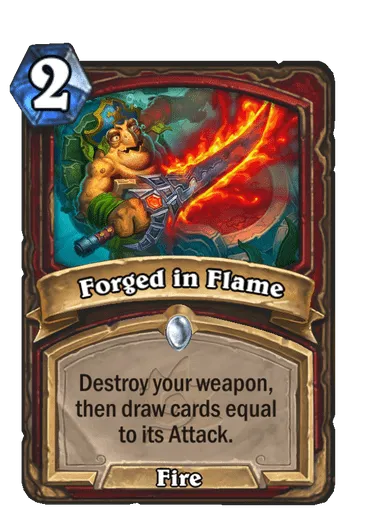 2
Forged in Flame
Destroy your weapon,
then draw cards equal
to its Attack.
Fire